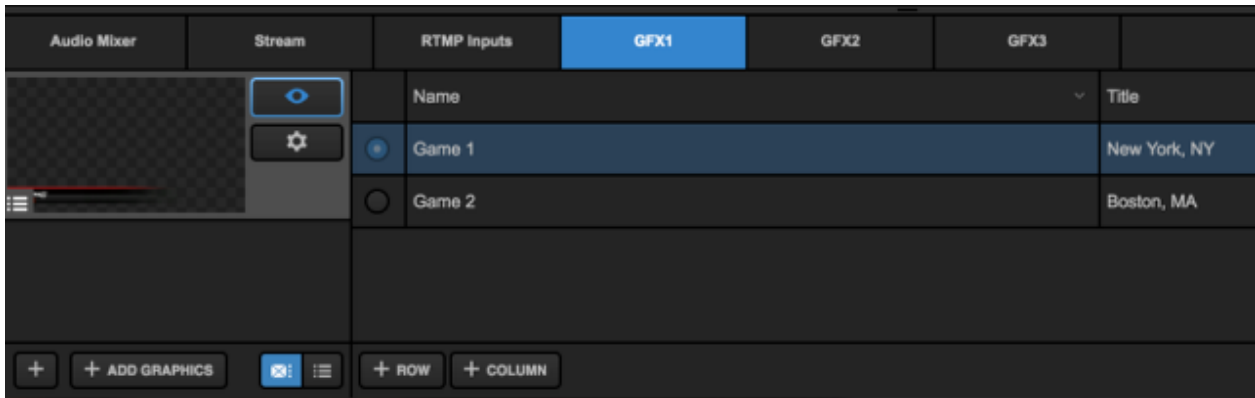 Audio Mixer Stream RTMP Inputs GFX1 GFX2 GFX3
Name Title
Game 1 New York, NY
Game 2 Boston, MA
+ + ADD GRAPHICS + ROW + COLUMN